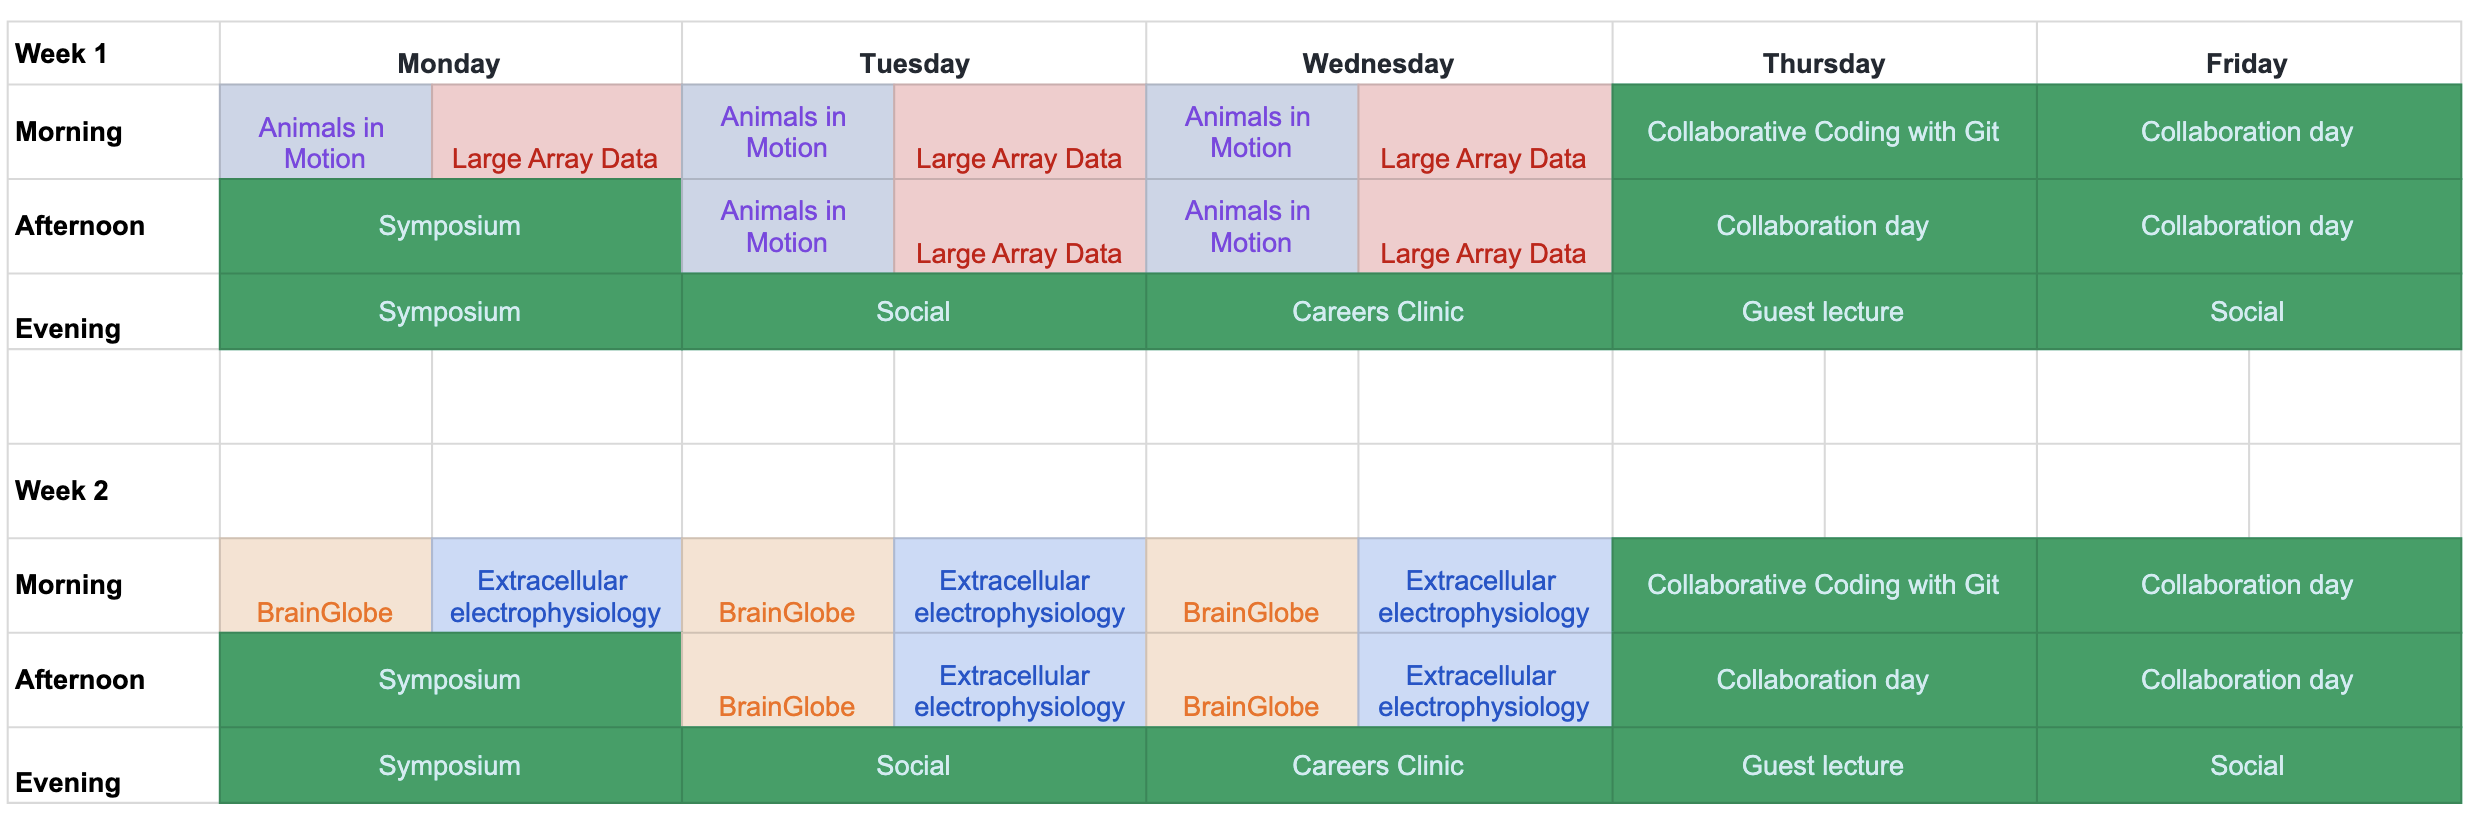 Week 1
Monday
Tuesday
Wednesday
Thursday
Friday
Morning
Animals in
Motion
Large Array Data
Animals in
Motion
Large Array Data
Animals in
Motion
Large Array Data
Collaborative Coding with Git
Collaboration day
Afternoon
Symposium
Animals in
Motion
Large Array Data
Animals in
Motion
Large Array Data
Collaboration day
Collaboration day
Evening
Symposium
Social
Careers Clinic
Guest lecture
Social
Week 2
Morning
BrainGlobe
Extracellular
electrophysiology
BrainGlobe
Extracellular
electrophysiology
BrainGlobe
Extracellular
electrophysiology
Collaborative Coding with Git
Collaboration day
Afternoon
Symposium
BrainGlobe
Extracellular
electrophysiology
BrainGlobe
Extracellular
electrophysiology
Collaboration day
Collaboration day
Evening
Symposium
Social
Careers Clinic
Guest lecture
Social